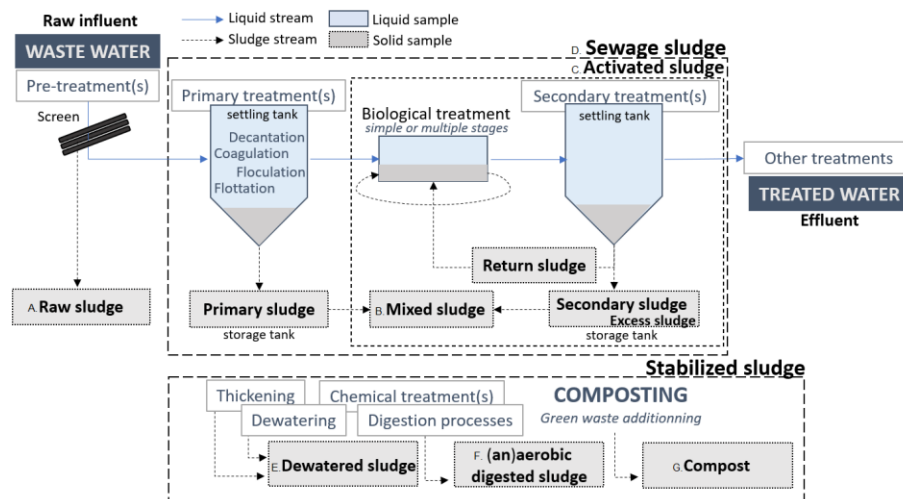 Raw influent
WASTE WATER
Pre-treatment(s)
Screen
Liquid stream
Sludge stream
Liquid sample
Solid sample
D. Sewage sludge
C. Activated sludge
Primary treatment(s)
settling tank
Decantation
Coagulation
Floculation
Flottation
Biological treatment
simple or multiple stages
Secondary treatment(s)
settling tank
Other treatments
TREATED WATER
Effluent
Return sludge
A. Raw sludge
Primary sludge
storage tank
B. Mixed sludge
Secondary sludge
Excess sludge
storage tank
Stabilized sludge
Thickening
Chemical treatment(s)
Dewatering
Digestion processes
COMPOSTING
Green waste additionning
E. Dewatered sludge
F. (an)aerobic
digested sludge
G. Compost